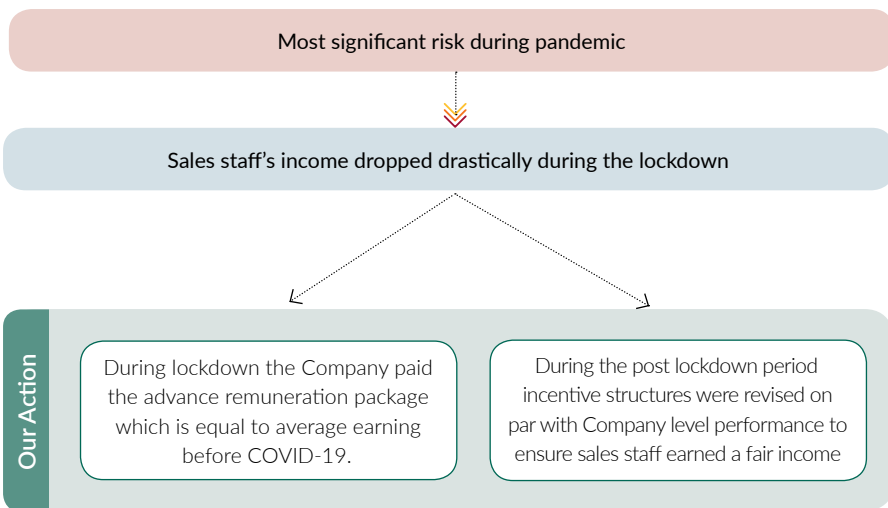 Most significant risk during pandemic
Sales staff’s income dropped drastically during the lockdown
Our Action
During lockdown the Company paid
the advance remuneration package
which is equal to average earning
before COVID-19.
During the post lockdown period
incentive structures were revised on
par with Company level performance to
ensure sales staff earned a fair income